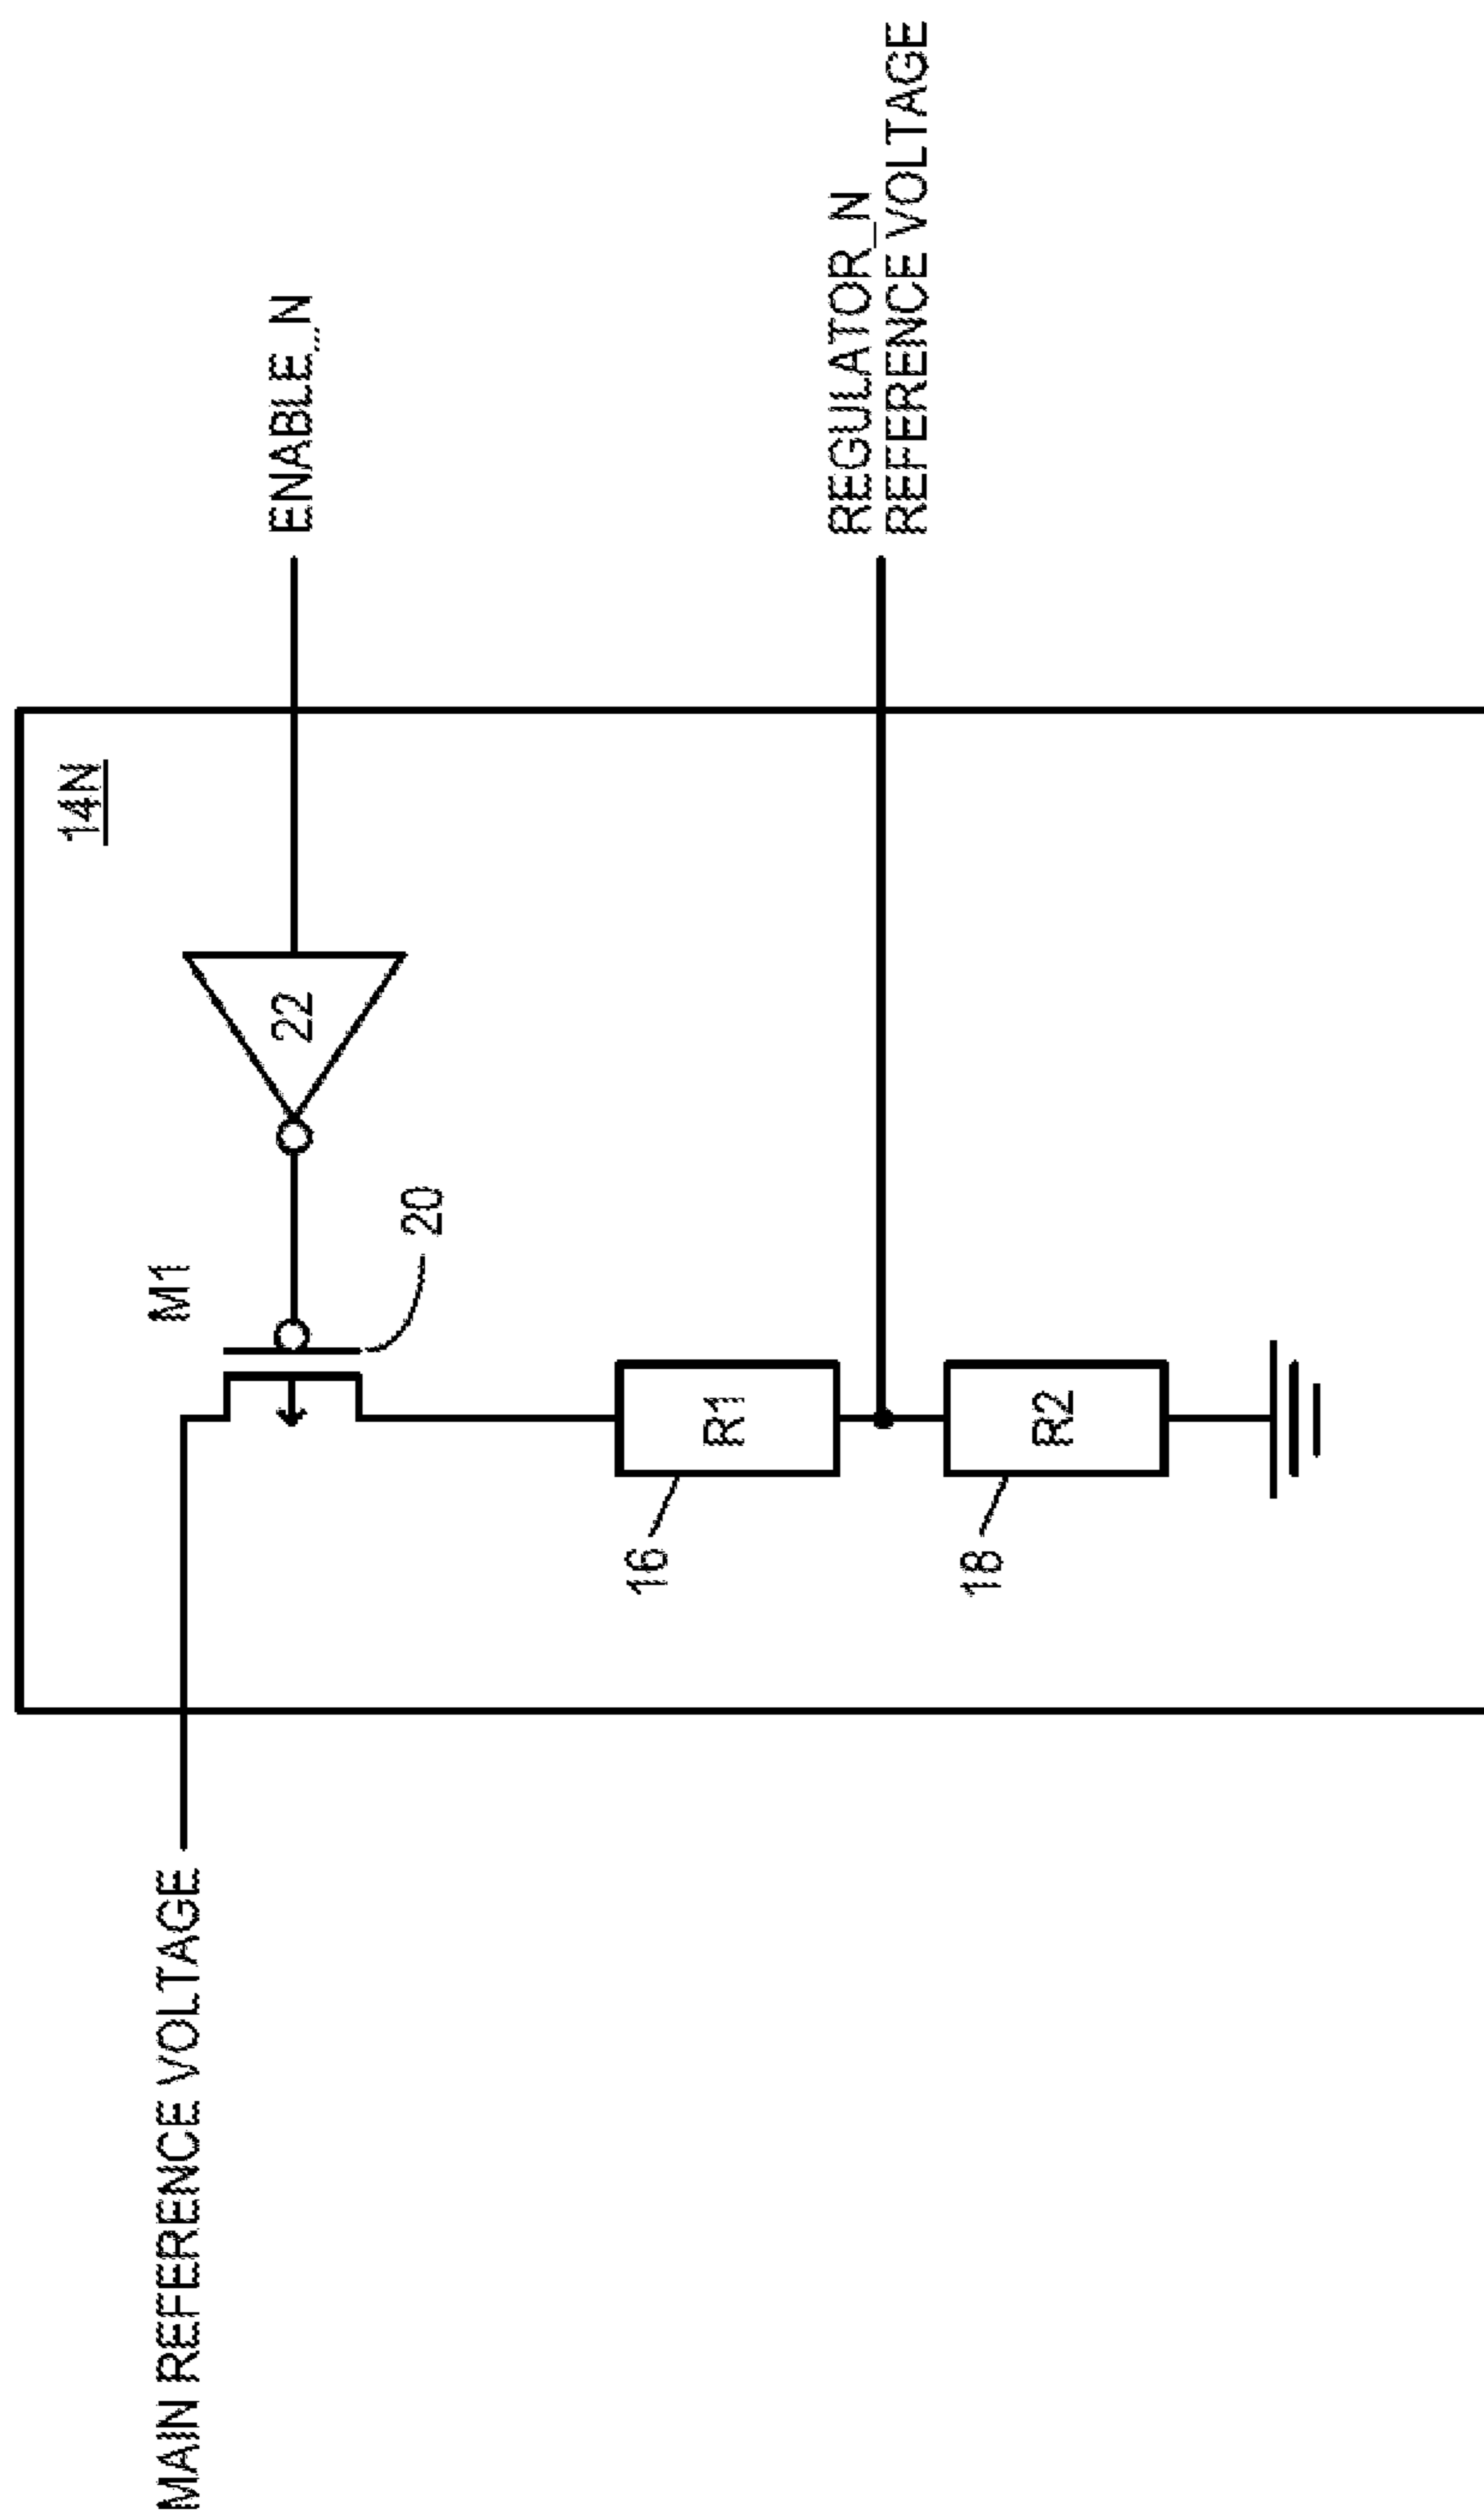 14N
MAIN REFERENCE VOLTAGE
M1
22
ENABLE_N
20
16
R1
REGULATOR_N
REFERENCE VOLTAGE
18
R2